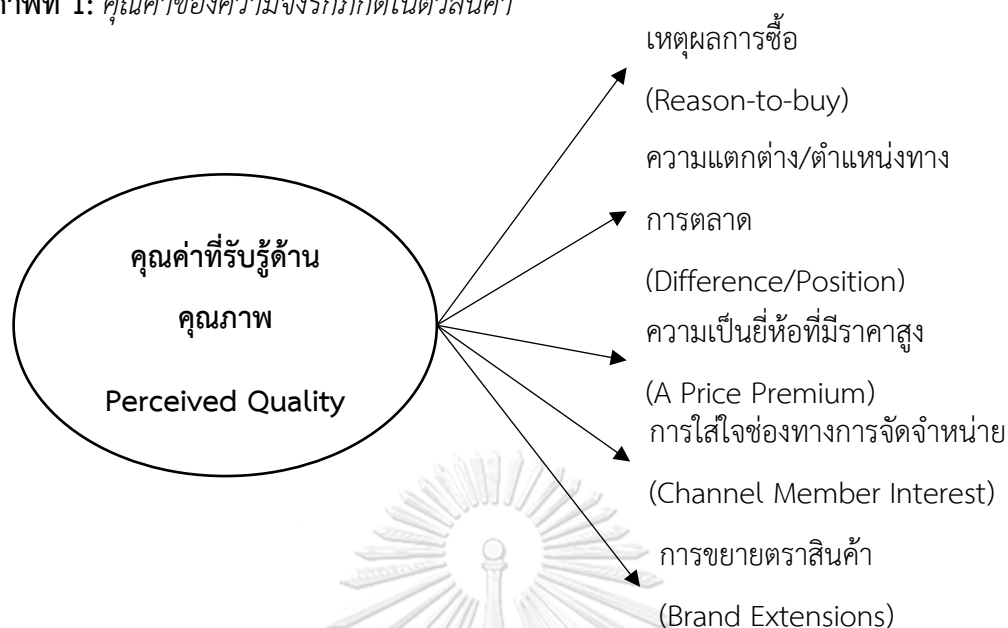 ภาพที่ 1: คุณค่าของความจงรักภักดีในตัวสินค้า
เหตุผลการซื้อ
(Reason-to-buy)
ความแตกต่าง/ตำแหน่งทาง
การตลาด
(Difference/Position)
ความเป็นยี่ห้อที่มีราคาสูง
(A Price Premium)
การใส่ใจช่องทางการจัดจำหน่าย
(Channel Member Interest)
การขยายตราสินค้า
(Brand Extensions)
คุณค่าที่รับรู้ด้าน
คุณภาพ
Perceived Quality